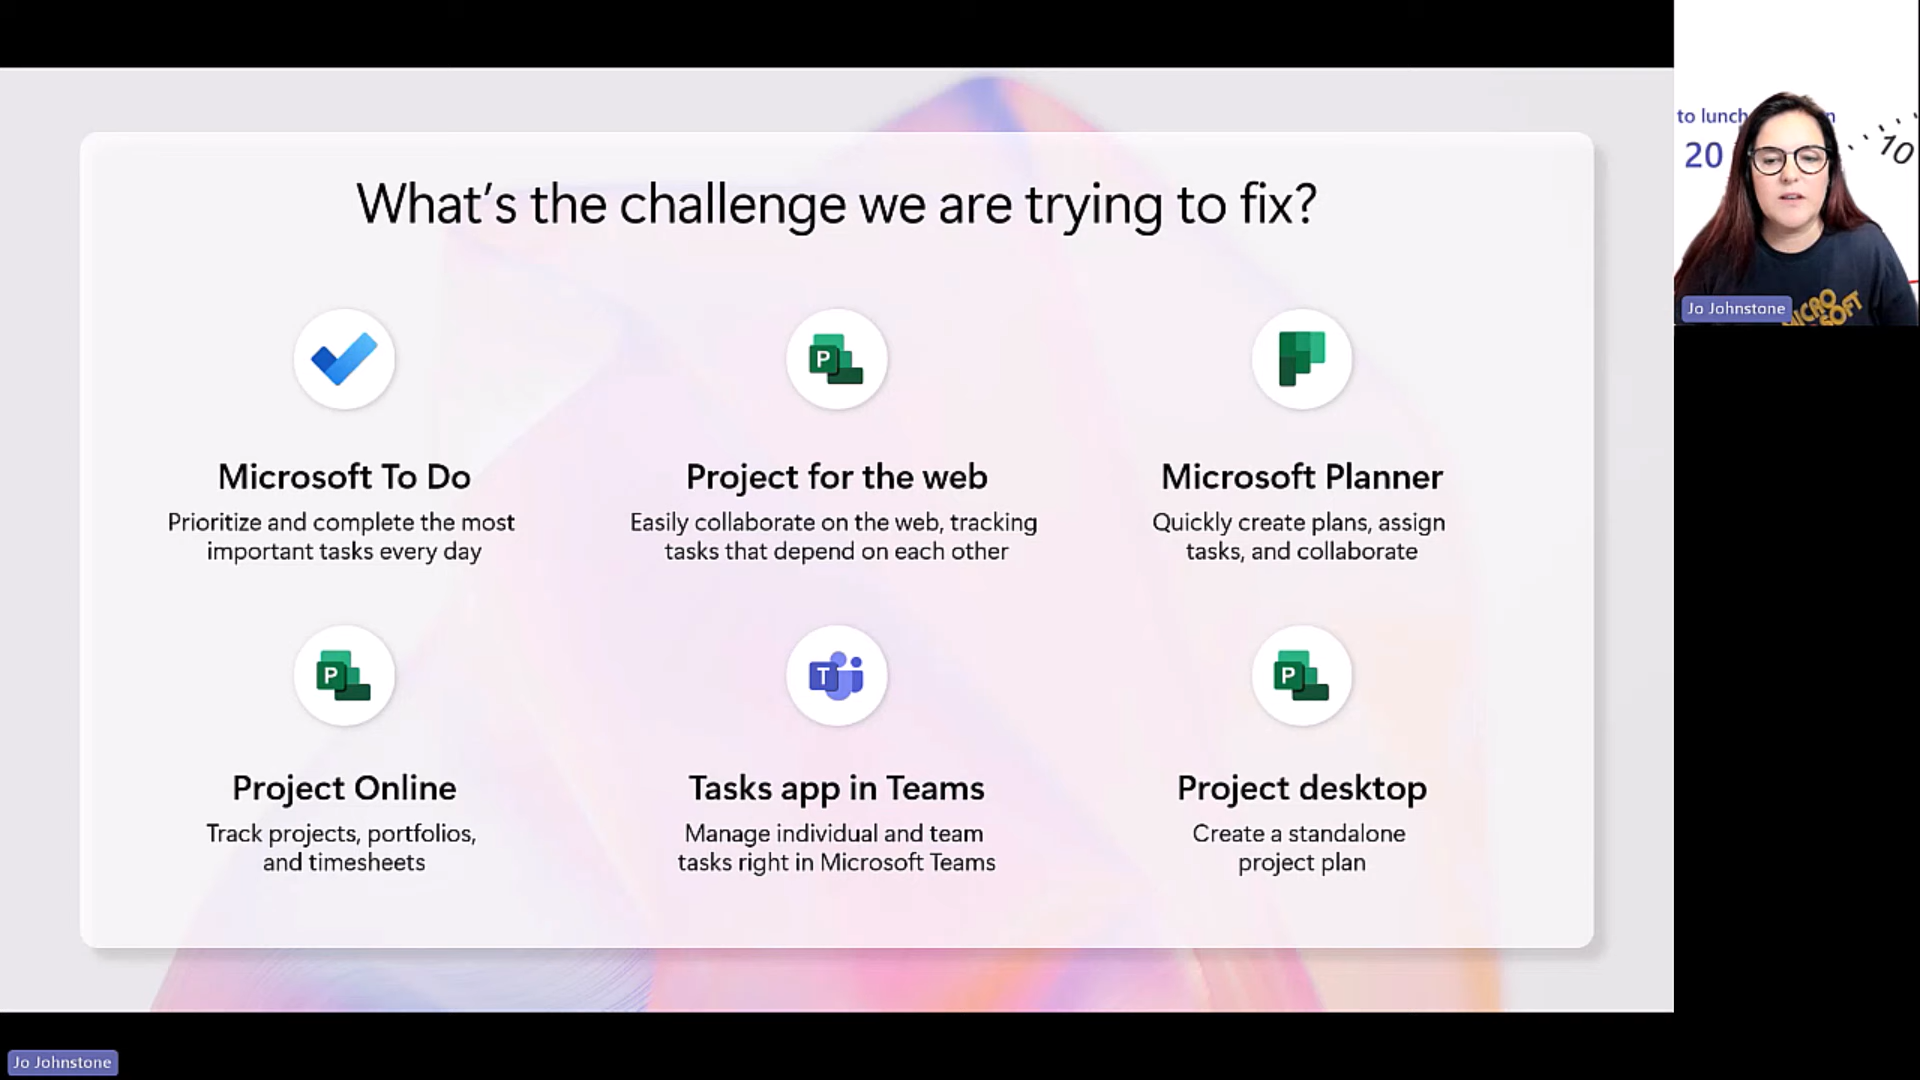 What's the challenge we are trying to fix?
Microsoft To Do
Prioritize and complete the most
important tasks every day
Project for the web
Easily collaborate on the web, tracking
tasks that depend on each other
Microsoft Planner
Quickly create plans, assign
tasks, and collaborate
Project Online
Track projects, portfolios,
and timesheets
Tasks app in Teams
Manage individual and team
tasks right in Microsoft Teams
Project desktop
Create a standalone
project plan
P
P
T
P
to lunch
20
10
Jo Johnstone
Jo Johnstone